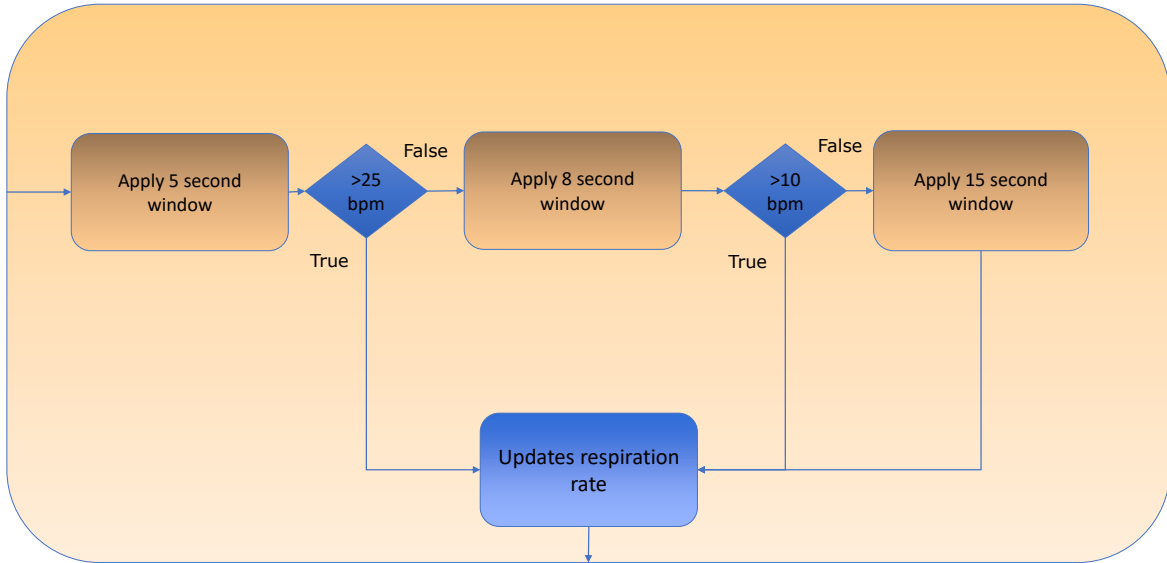 Apply 5 second
window
>25
bpm
False
True
Apply 8 second
window
>10
bpm
False
True
Apply 15 second
window
Updates respiration
rate